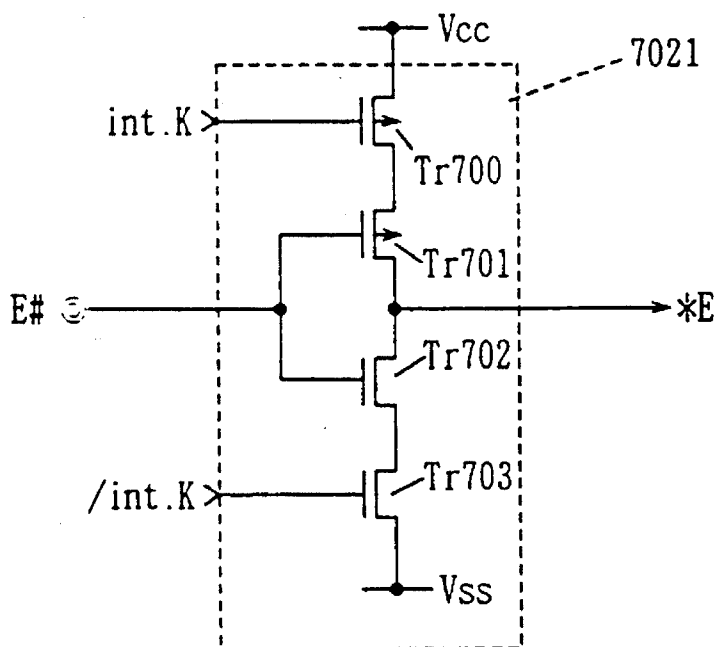 Vcc
7021
int.K
Tr700
Tr701
E#
*E
Tr702
/int.K
Tr703
Vss